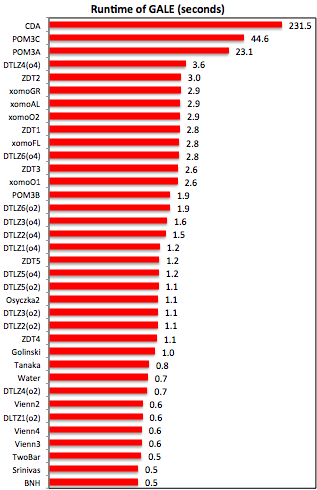 Runtime of GALE (seconds)
CDA 231.5
POM3C 44.6
POM3A 23.1
DTLZ4(o4) 3.6
ZDT2 3.0
xomoGR 2.9
xomoAL 2.9
xomoO2 2.9
ZDT1 2.8
xomoFL 2.8
DTLZ6(o4) 2.8
ZDT3 2.6
xomoO1 2.6
POM3B 1.9
DTLZ6(o2) 1.9
DTLZ3(o4) 1.6
DTLZ2(o4) 1.5
DTLZ1(o4) 1.2
ZDT5 1.2
DTLZ5(o4) 1.2
DTLZ5(o2) 1.1
Osyczka2 1.1
DTLZ3(o2) 1.1
DTLZ2(o2) 1.1
ZDT4 1.1
Golinski 1.0
Tanaka 0.8
Water 0.7
DTLZ4(o2) 0.7
Vienn2 0.6
DLTZ1(o2) 0.6
Vienn4 0.6
Vienn3 0.6
TwoBar 0.5
Srinivas 0.5
BNH 0.5